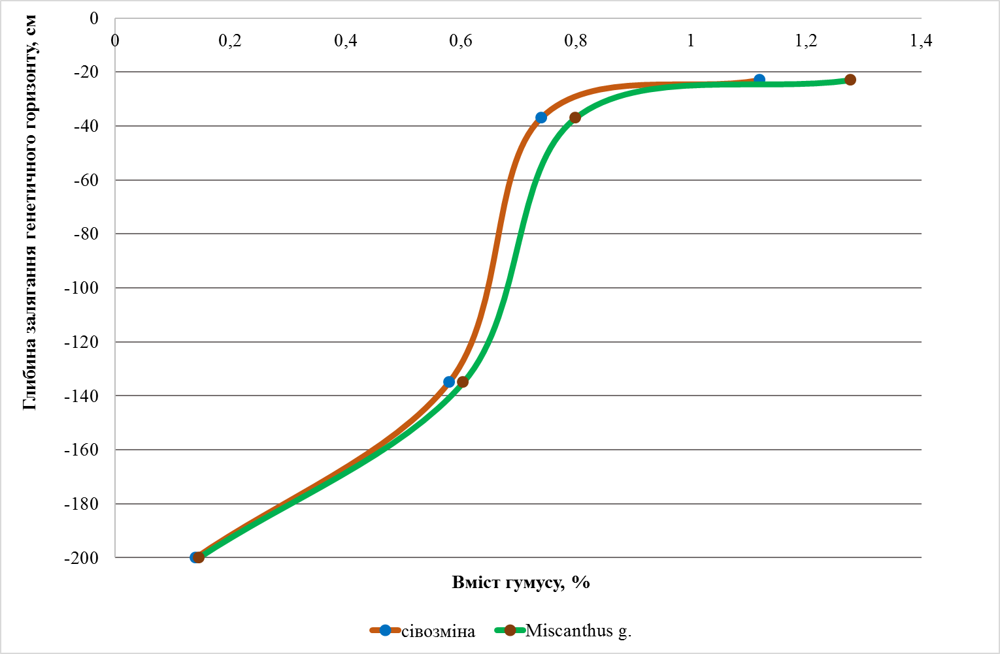 Глибина залягання генетичного горизонту, см
0
0 0,2 0,4 0,6 0,8 1 1,2 1,4
-20
-40
-60
-80
-100
-120
-140
-160
-180
-200
Вміст гумусу, %
сівозміна Miscanthus g.